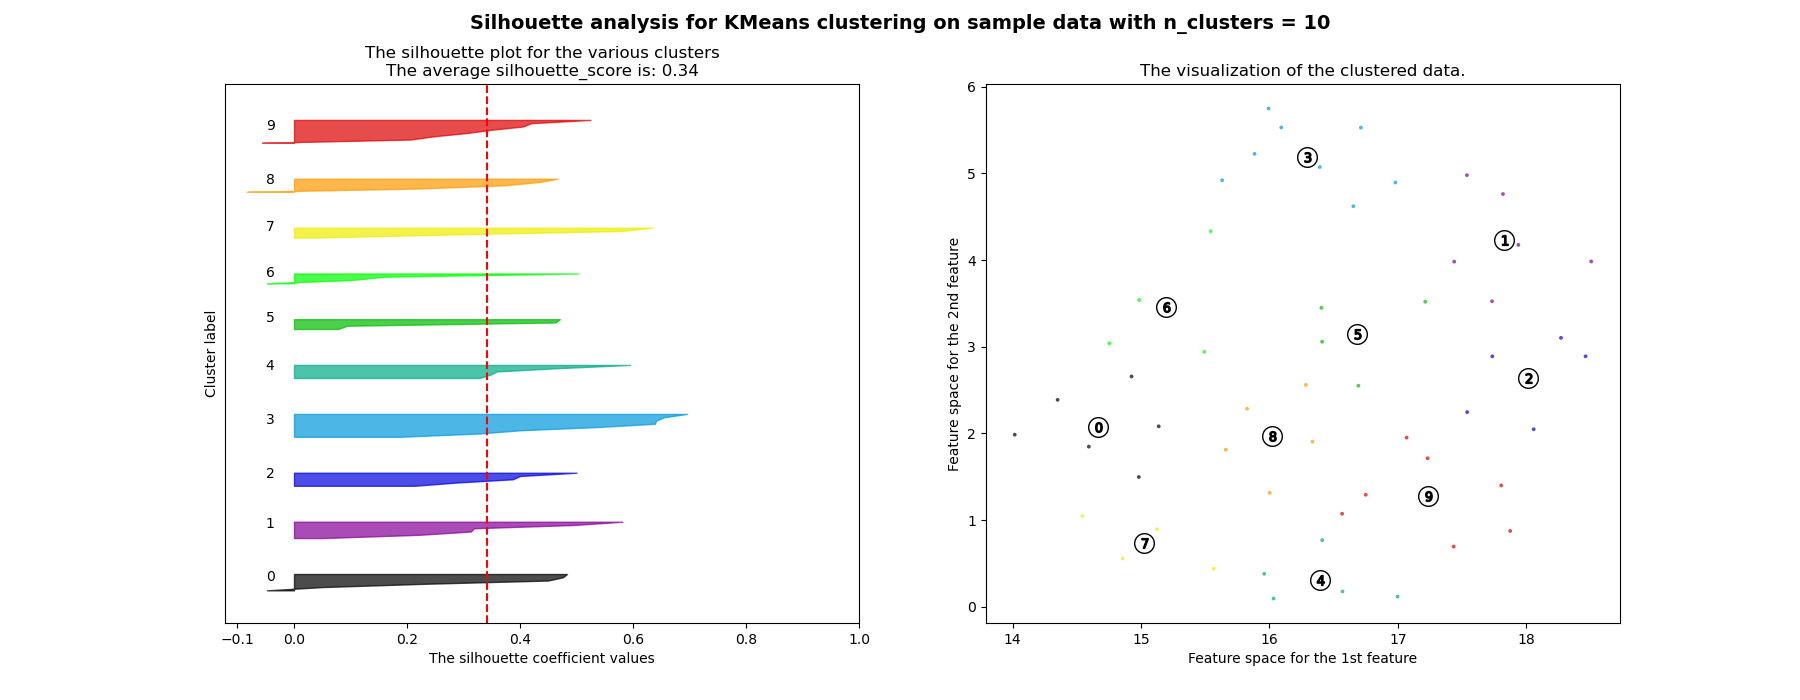 Silhouette analysis for KMeans clustering on sample data with n_clusters = 10
The silhouette plot for the various clusters
The average silhouette_score is: 0.34
9
8
7
6
5
4
3
2
1
0
Cluster label
−0.1 0.0 0.2 0.4 0.6 0.8 1.0
The silhouette coefficient values
The visualization of the clustered data.
6
5
4
3
2
1
0
Feature space for the 2nd feature
3
1
6
5
2
0
8
9
7
4
14 15 16 17 18
Feature space for the 1st feature